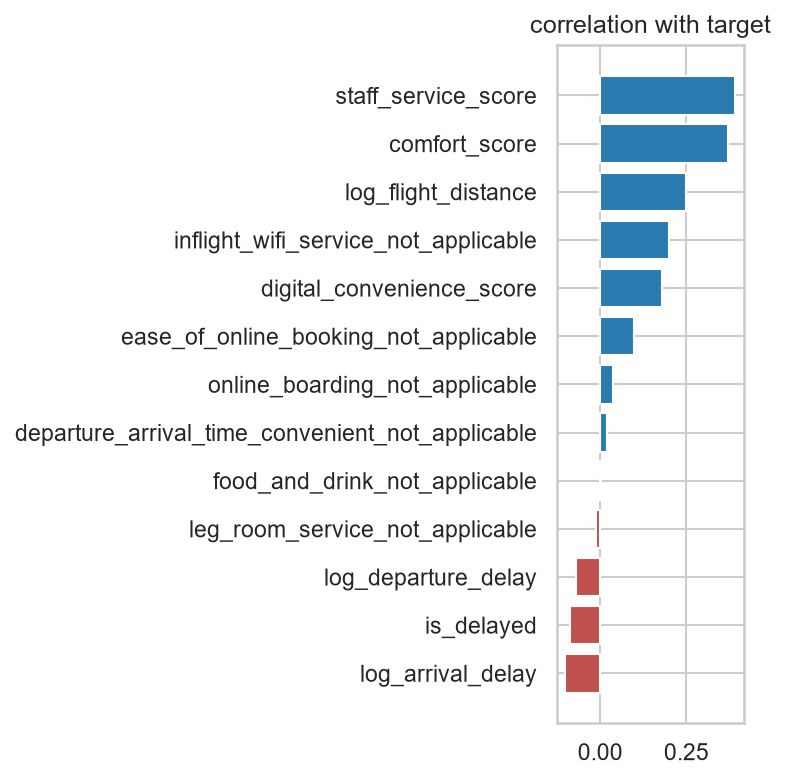 correlation with target
staff_service_score
comfort_score
log_flight_distance
inflight_wifi_service_not_applicable
digital_convenience_score
ease_of_online_booking_not_applicable
online_boarding_not_applicable
departure_arrival_time_convenient_not_applicable
food_and_drink_not_applicable
leg_room_service_not_applicable
log_departure_delay
is_delayed
log_arrival_delay
0.00 0.25